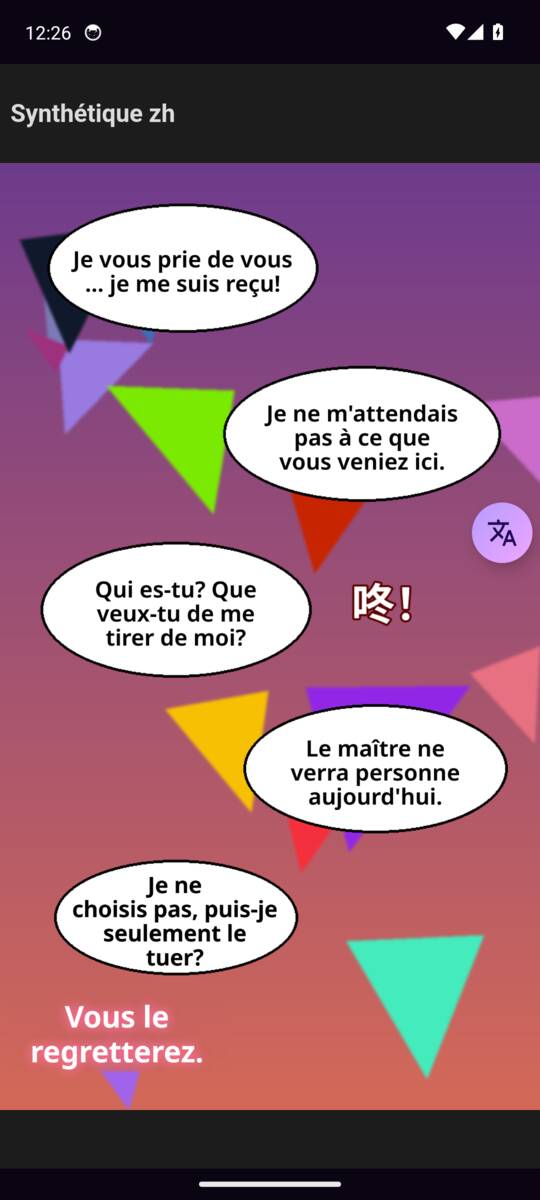 12:26
Synthétique zh
Je vous prie de vous
... je me suis reçu!
Je ne m'attendais
pas à ce que
vous veniez ici.
Qui es-tu? Que
veux-tu de me
tirer de moi?
咚!
Le maître ne
verra personne
aujourd'hui.
Je ne
choisis pas, puis-je
seulement le
tuer?
Vous le
regretterez.